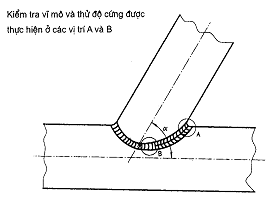 Kiểm tra vĩ mô và thử độ cứng được
thực hiện ở các vị trí A và B
α
A
B